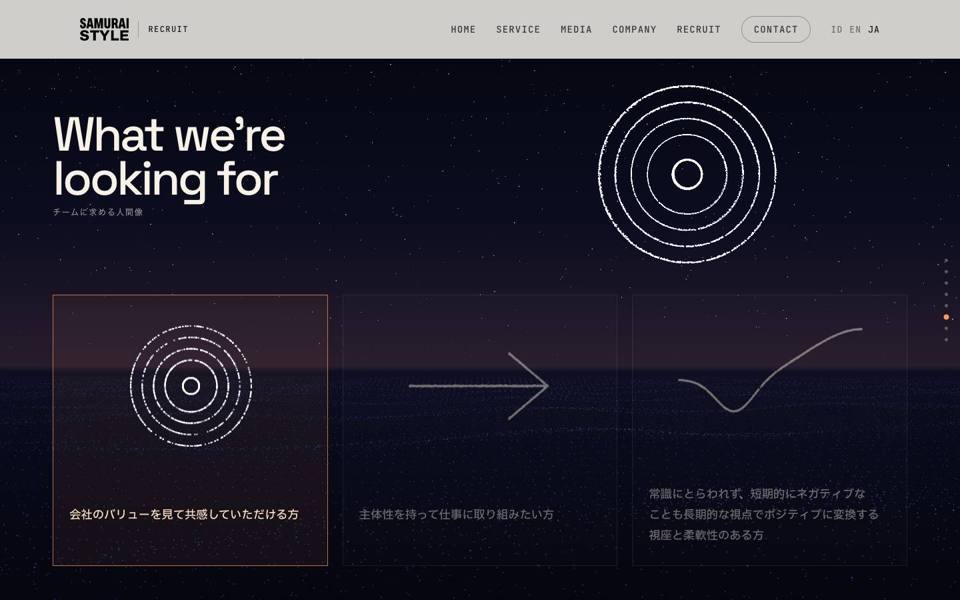 SAMURAI
STYLE
RECRUIT
HOME SERVICE MEDIA COMPANY RECRUIT CONTACT ID EN JA
What we're
looking for
チームに求める人間像
会社のバリューを見て共感していただける方
主体性を持って仕事に取り組みたい方
常識にとらわれず、短期的にネガティブな
ことも長期的な視点でポジティブに変換する
視座と柔軟性のある方